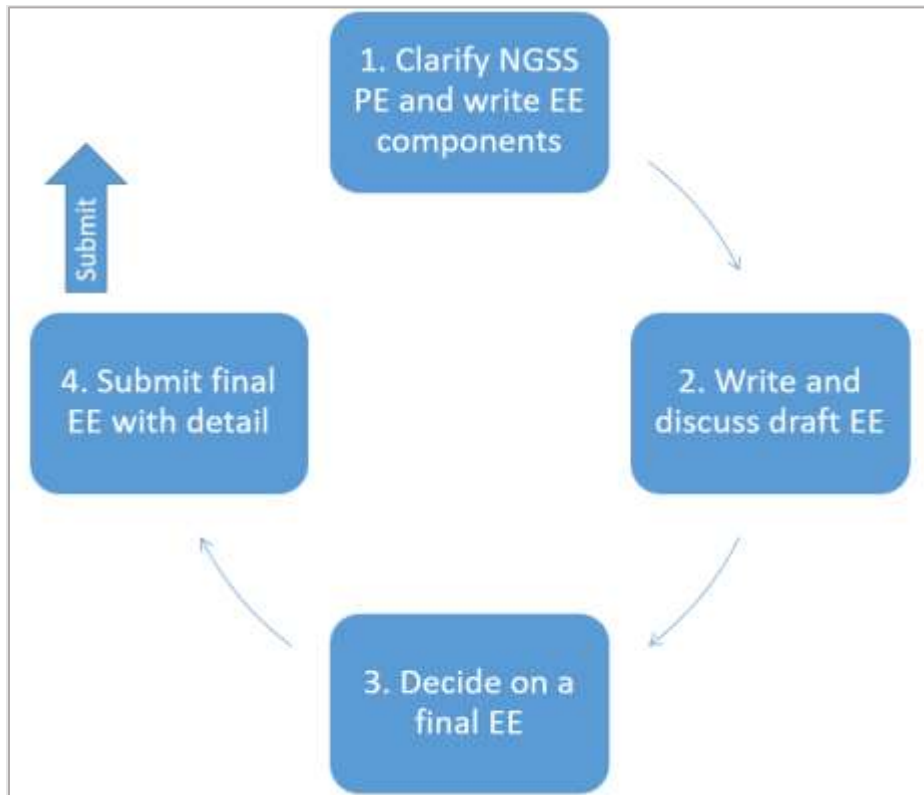 1. Clarify NGSS
PE and write EE
components
2. Write and
discuss draft EE
3. Decide on a
final EE
4. Submit final
EE with detail
Submit